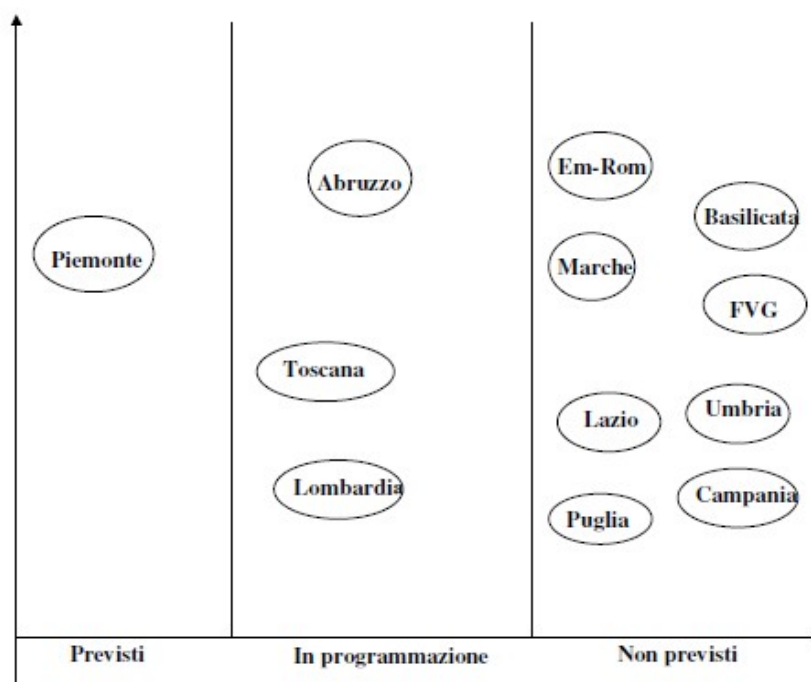 Em-Rom
Abruzzo
Basilicata
Piemonte
Marche
FVG
Toscana
Umbria
Lazio
Lombardia
Campania
Puglia
Previsti
In programmazione
Non previsti